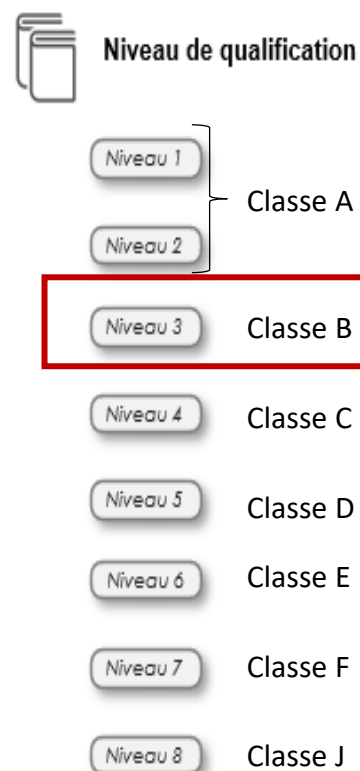 Niveau de qualification
Niveau 1
Classe A
Niveau 2
Niveau 3 Classe B
Niveau 4 Classe C
Niveau 5 Classe D
Niveau 6 Classe E
Niveau 7 Classe F
Niveau 8 Classe J